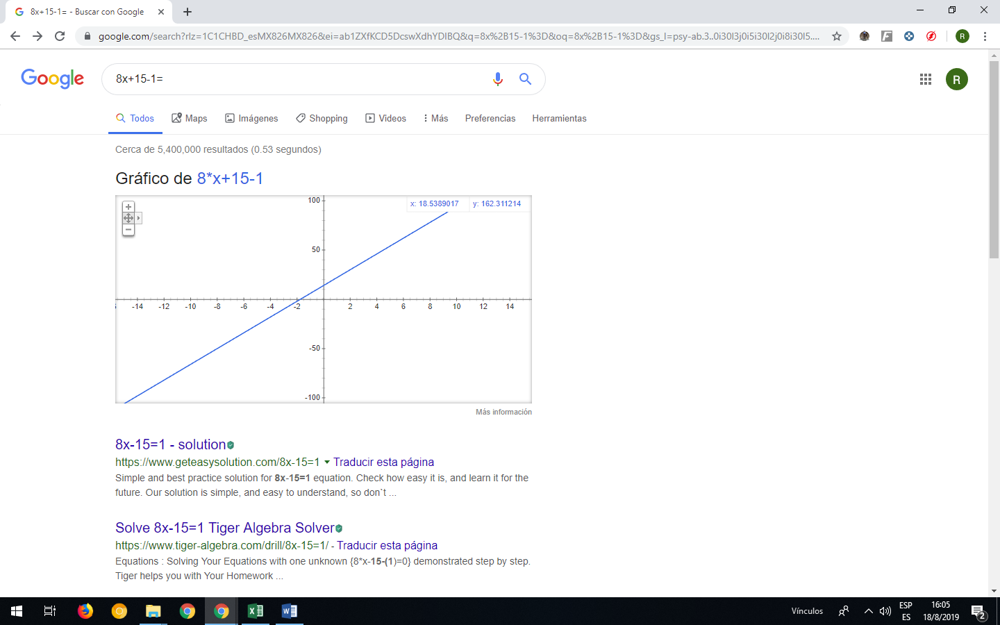 8x+15-1= - Buscar con Google
google.com/search?rlz=1C1CHBD_esMX826MX826&ei=ab1ZXfKCD5DcswXdhYDIBQ&q=8x%2B15-1%3D&oq=8x%2B15-1%3D&gs_l=psy-ab.3..0i30l3j0i5i30l2j0i8i30l5....
R
Google
8x+15-1=
R
Todos
Maps
Imágenes
Shopping
Videos
Más
Preferencias
Herramientas
Cerca de 5,400,000 resultados (0.53 segundos)
Gráfico de 8*x+15-1
x: 18.5389017 y: 162.311214
100
50
-14 -12 -10 -8 -6 -4 -2 2 4 6 8 10 12 14
-50
-100
Más información
8x-15=1 - solution
https://www.geteasysolution.com/8x-15=1 Traducir esta página
Simple and best practice solution for 8x-15=1 equation. Check how easy it is, and learn it for the
future. Our solution is simple, and easy to understand, so don`t ...
Solve 8x-15=1 Tiger Algebra Solver
https://www.tiger-algebra.com/drill/8x-15=1/ - Traducir esta página
Equations : Solving Your Equations with one unknown {8*x-15-(1)=0} demonstrated step by step.
Tiger helps you with Your Homework ...
Vínculos
ESP
ES
16:05
18/8/2019
2